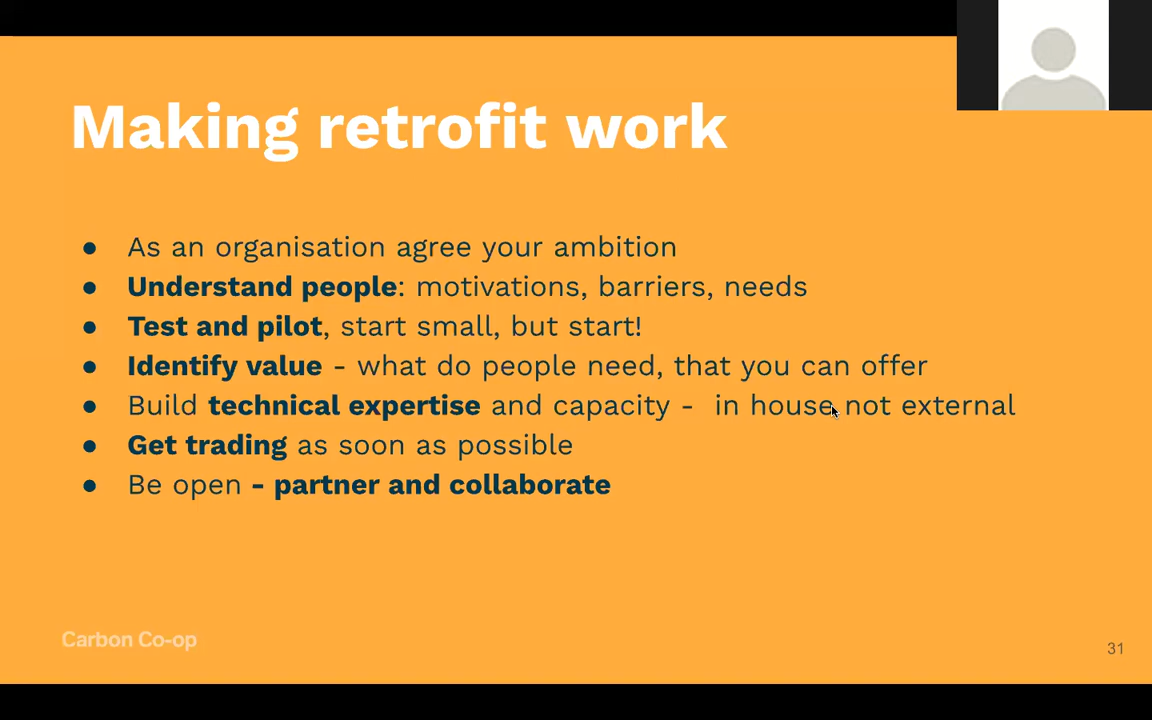 Making retrofit work
● As an organisation agree your ambition
● Understand people: motivations, barriers, needs
● Test and pilot, start small, but start!
● Identify value - what do people need, that you can offer
● Build technical expertise and capacity - in house not external
● Get trading as soon as possible
● Be open - partner and collaborate
Carbon Co-op
31